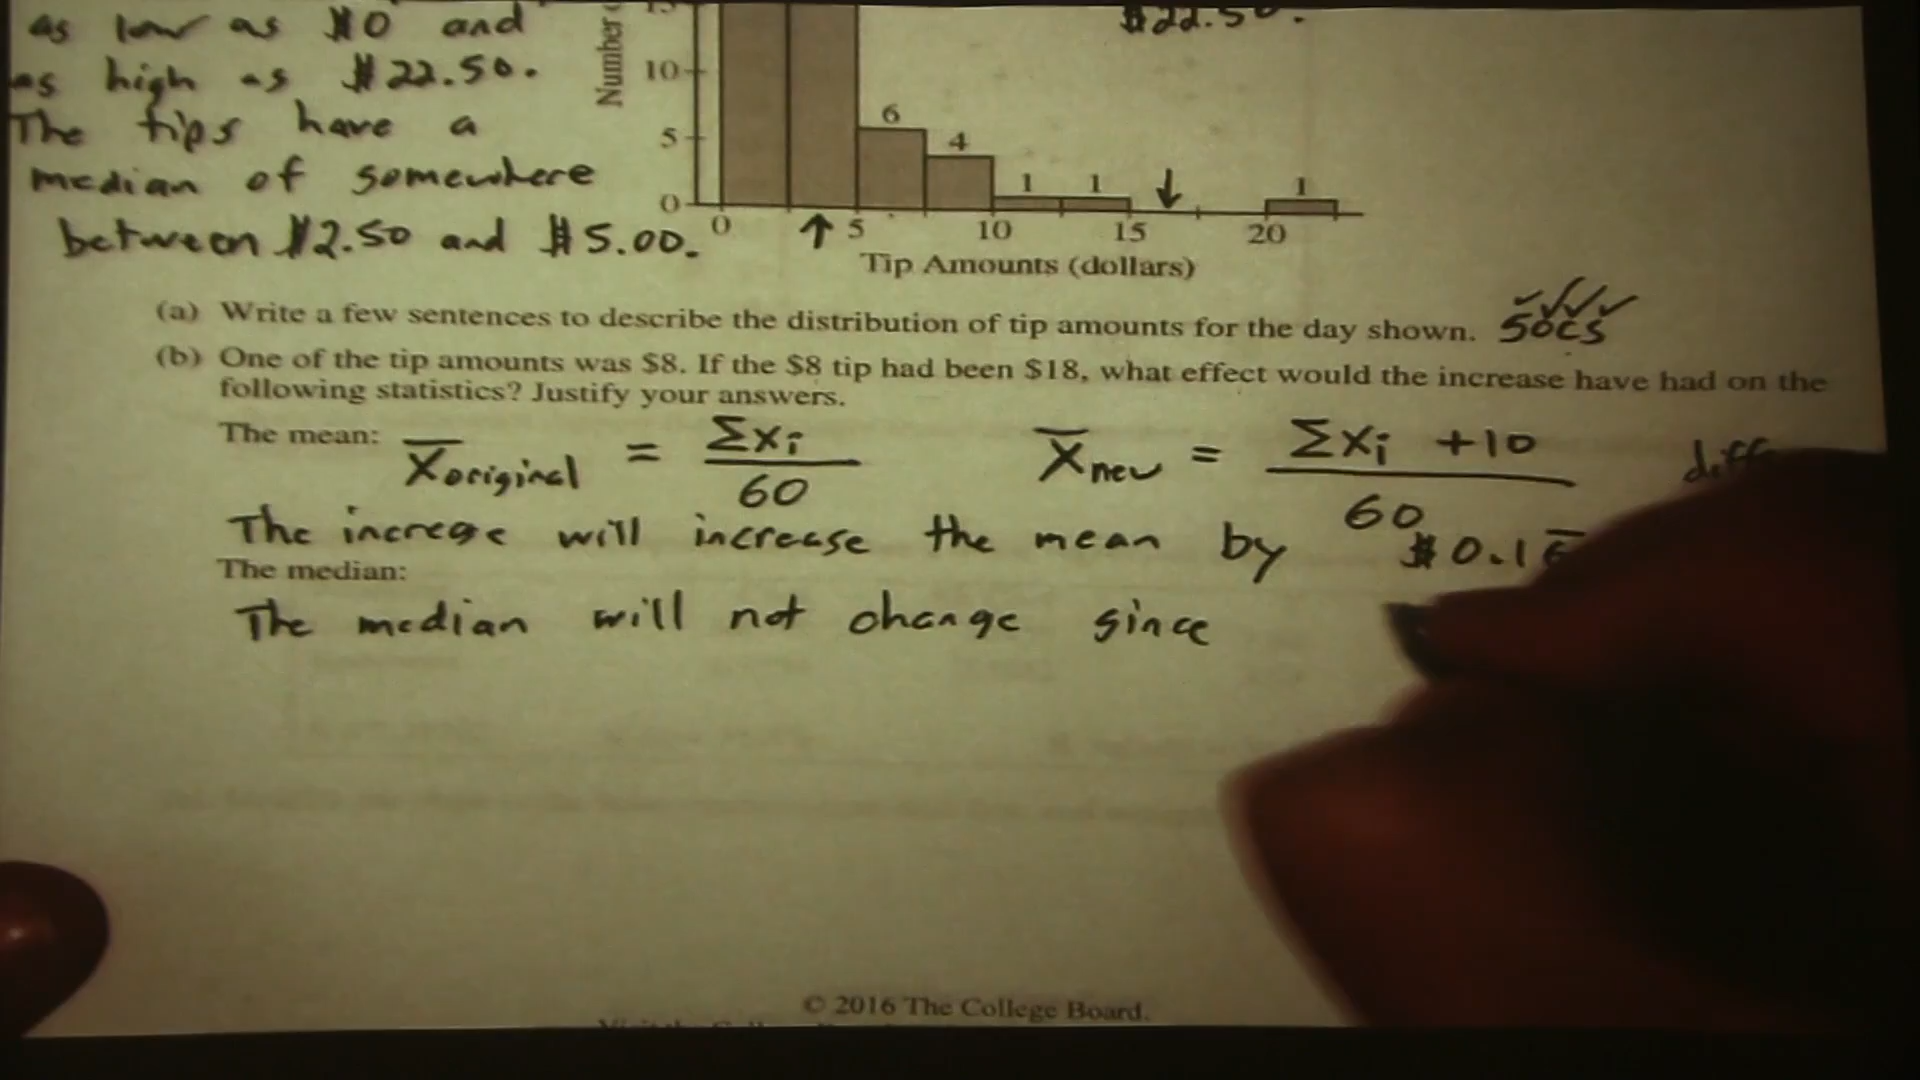 as low as $0 and
as high as $22.50.
The tips have a
median of somewhere
between $2.50 and $5.00.
$22.50.
Number
10
5
0
6
4
1
1
1
0
5
10
15
20
Tip Amounts (dollars)
(a) Write a few sentences to describe the distribution of tip amounts for the day shown. SOCS
(b) One of the tip amounts was $8. If the $8 tip had been $18, what effect would the increase have had on the
following statistics? Justify your answers.
The mean: X̄original = Σxi / 60 X̄new = Σxi +10 / 60
The increase will increase the mean by $0.16
The median:
The median will not change since
© 2016 The College Board.